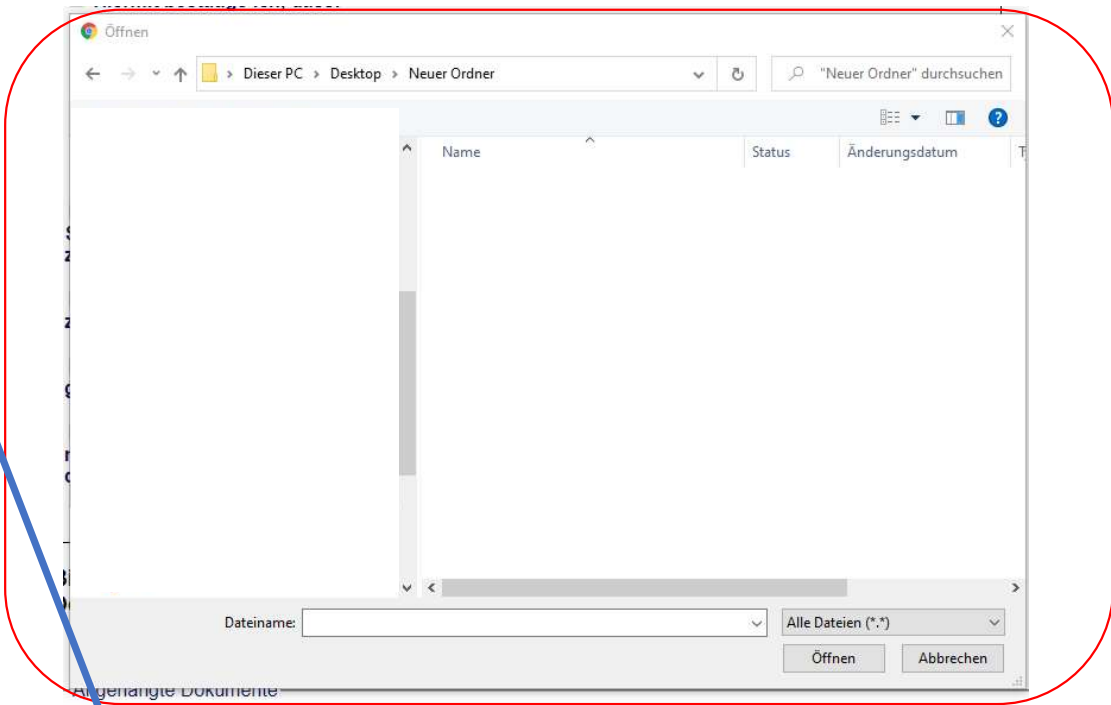 Öffnen
Dieser PC > Desktop > Neuer Ordner
"Neuer Ordner" durchsuchen
Name
Status
Änderungsdatum
Dateiname:
Alle Dateien (*.*)
Öffnen
Abbrechen
Angehängte Dokumente